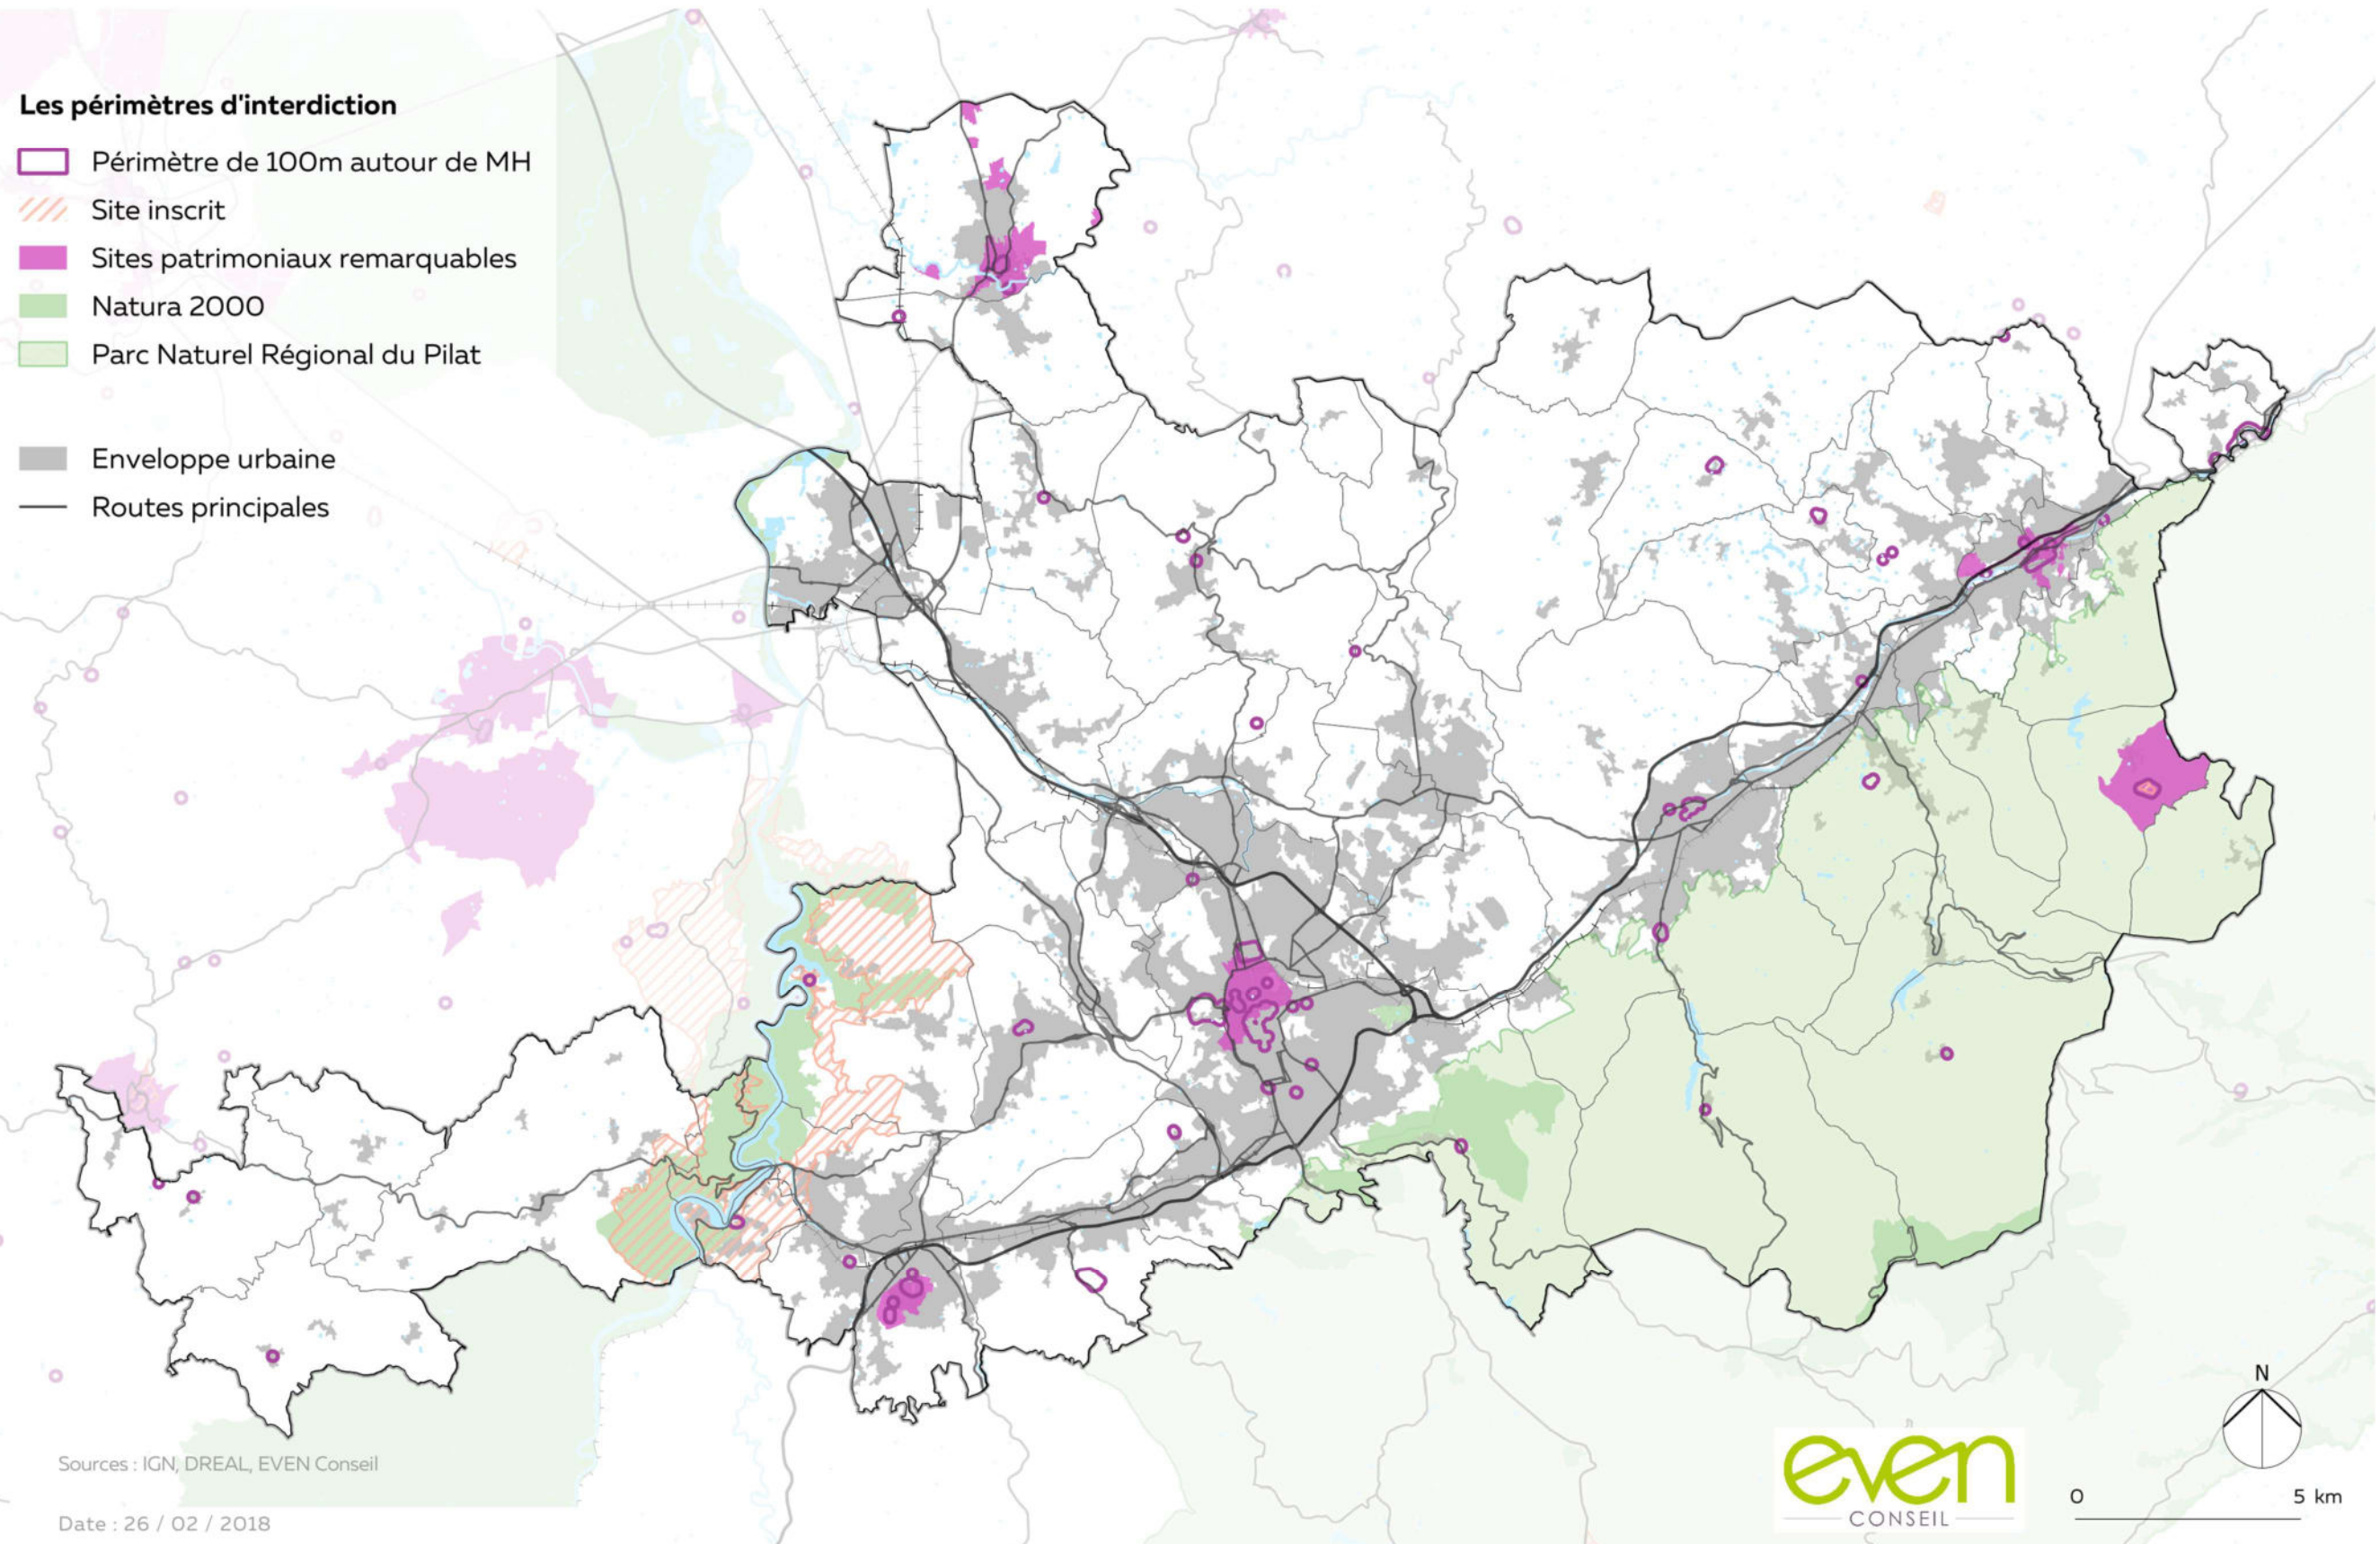 Les périmètres d'interdiction
Périmètre de 100m autour de MH
Site inscrit
Sites patrimoniaux remarquables
Natura 2000
Parc Naturel Régional du Pilat
Enveloppe urbaine
Routes principales
Sources : IGN, DREAL, EVEN Conseil
Date : 26 / 02 / 2018
even
CONSEIL
N
0 5 km